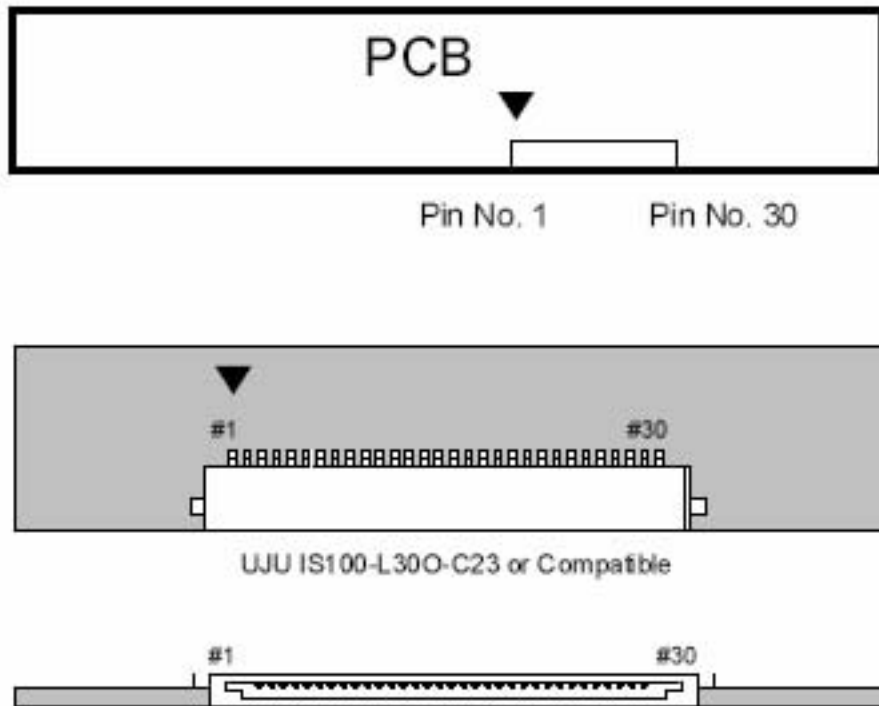 PCB
Pin No. 1 Pin No. 30
#1 #30
UJU IS100-L30O-C23 or Compatible
#1 #30